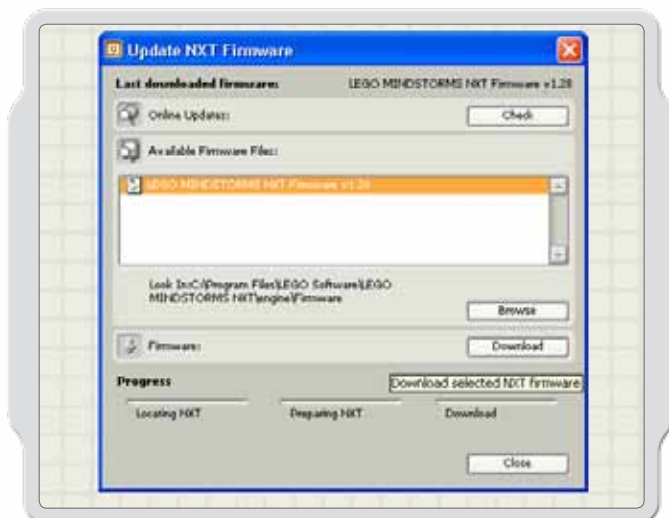 Update NXT Firmware
Last downloaded firmware: LEGO MINDSTORMS NXT Firmware v1.28
Online Updates: Check
Available Firmware Files:
LEGO MINDSTORMS NXT Firmware v1.28
Look In:C:/Program Files\LEGO Software\LEGO
MINDSTORMS NXT\engine\Firmware
Browse
Firmware: Download
Progress
Download selected NXT firmware
Locating NXT Preparing NXT Download
Close